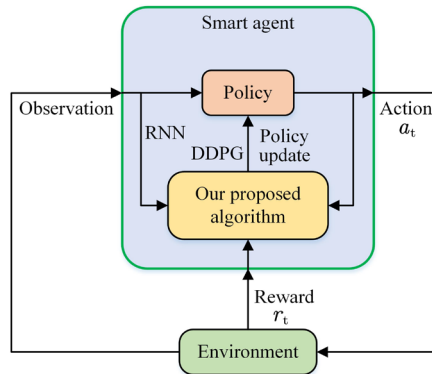 Smart agent
Observation
Policy
Action
a_t
RNN
DDPG
Policy
update
Our proposed
algorithm
Reward
r_t
Environment